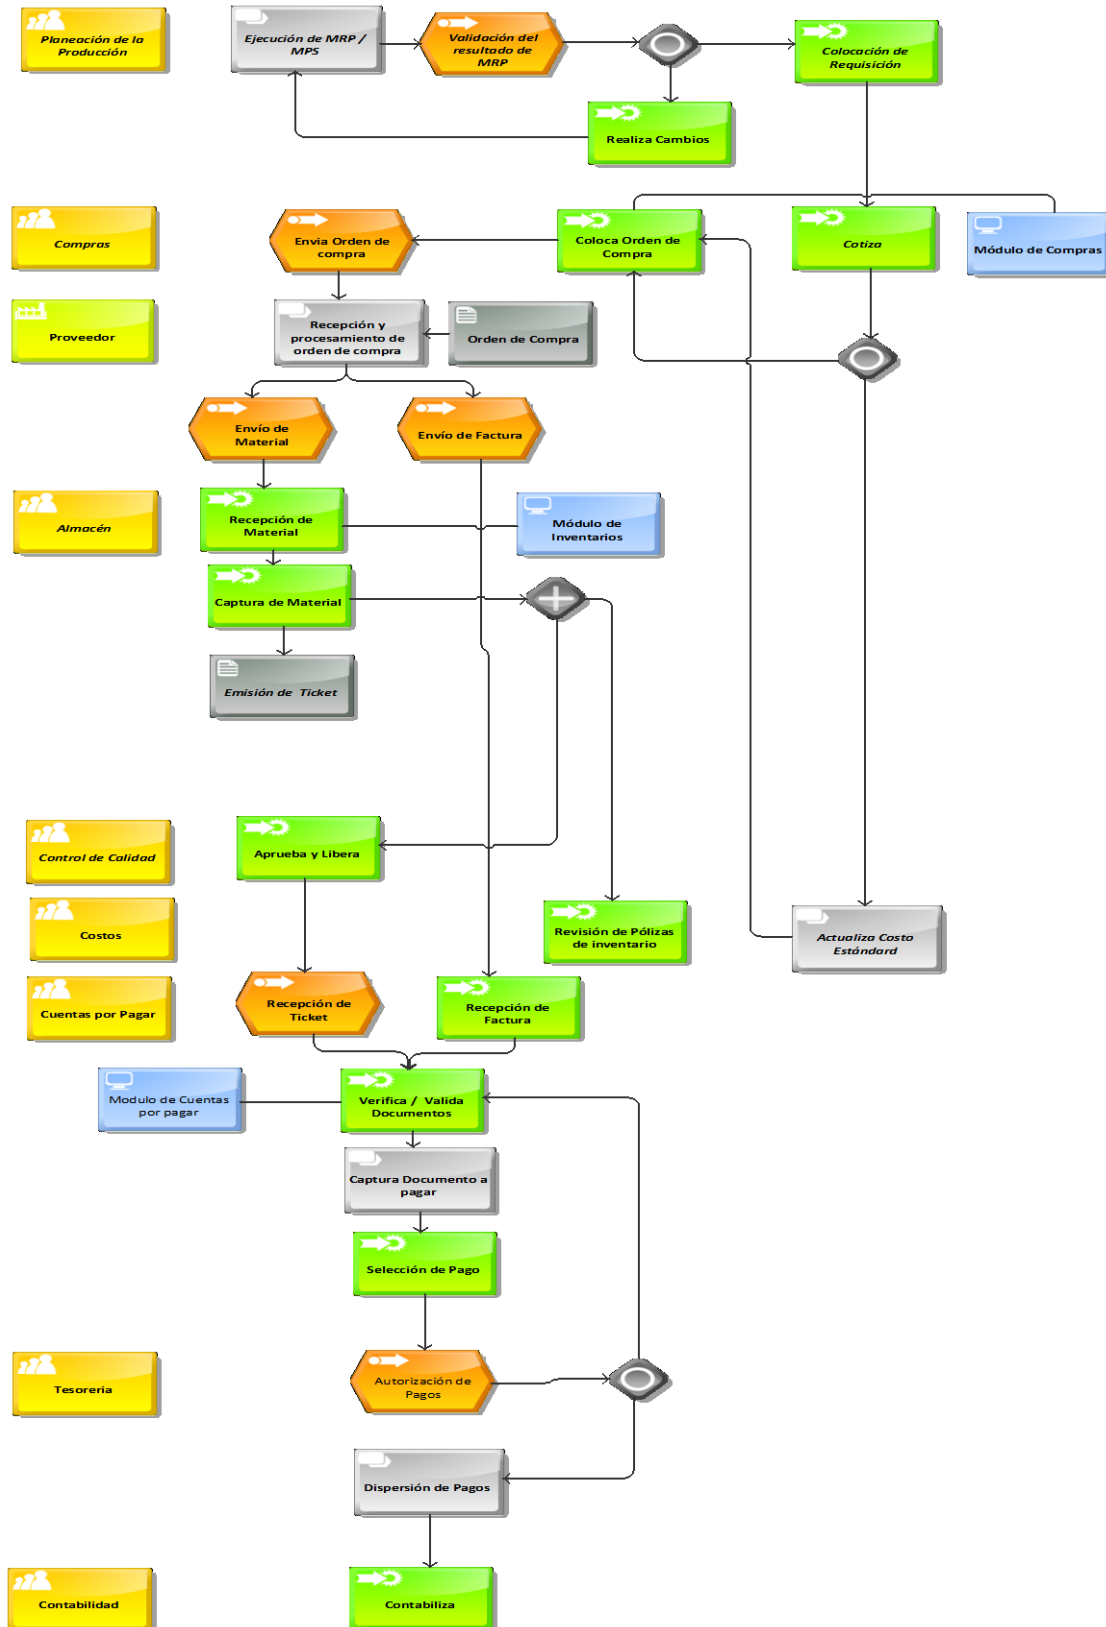 Planeación de la
Producción
Ejecución de MRP /
MPS
Validación del
resultado de
MRP
Colocación de
Requisición
Realiza Cambios
Compras
Envia Orden de
compra
Coloca Orden de
Compra
Cotiza
Módulo de Compras
Proveedor
Recepción y
procesamiento de
orden de compra
Orden de Compra
Envío de
Material
Envío de Factura
Almacén
Recepción de
Material
Módulo de
Inventarios
Captura de Material
Emisión de Ticket
Control de Calidad
Aprueba y Libera
Costos
Revisión de Pólizas
de inventario
Actualiza Costo
Estándard
Cuentas por Pagar
Recepción de
Ticket
Recepción de
Factura
Modulo de Cuentas
por pagar
Verifica / Valida
Documentos
Captura Documento a
pagar
Selección de Pago
Tesoreria
Autorización de
Pagos
Dispersión de Pagos
Contabilidad
Contabiliza